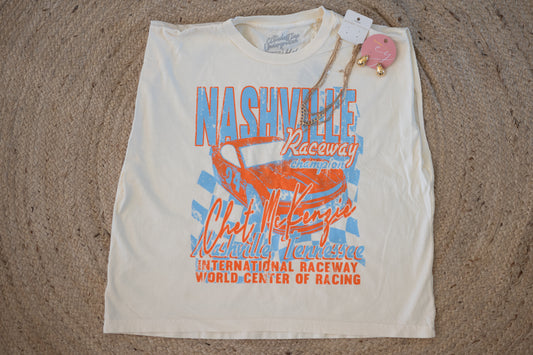 NASHVILLE
Raceway
champion
Chet McKenzie
Nashville Tennessee
INTERNATIONAL RACEWAY
WORLD CENTER OF RACING